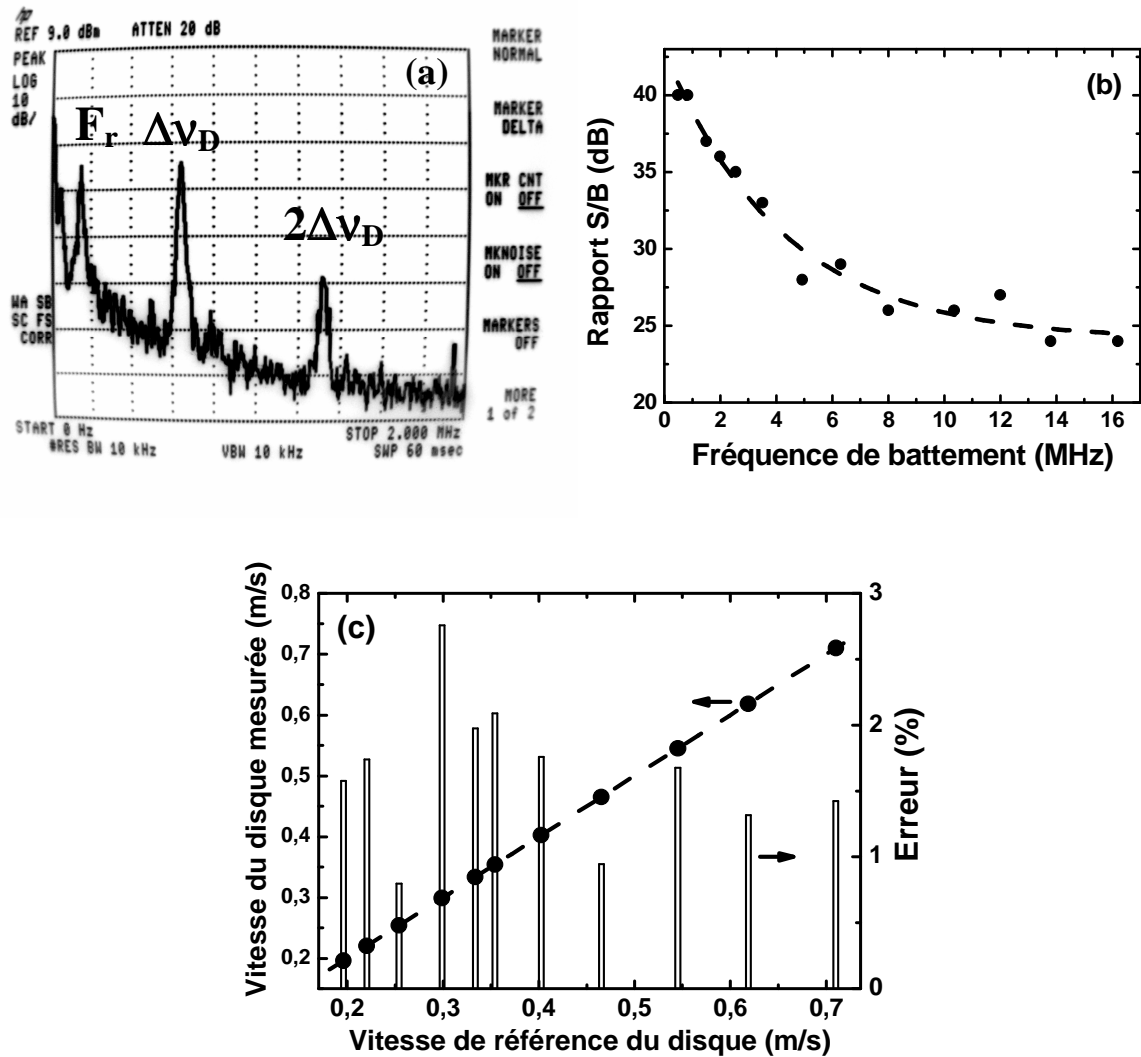 hp
REF 9.0 dBm ATTEN 20 dB
PEAK
LOG
10
dB/
(a)
Fr ΔνD
2ΔνD
MARKER
NORMAL
MARKER
DELTA
MKR CNT
ON OFF
MKNOISE
ON OFF
MARKERS
OFF
MORE
1 of 2
WA SB
SC FS
CORR
START 0 Hz STOP 2.000 MHz
#RES BW 10 kHz VBW 10 kHz SWP 60 msec
(b)
Rapport S/B (dB)
40
35
30
25
20
0 2 4 6 8 10 12 14 16
Fréquence de battement (MHz)
(c)
Vitesse du disque mesurée (m/s)
0,8
0,7
0,6
0,5
0,4
0,3
0,2
3
2
1
0
Erreur (%)
0,2 0,3 0,4 0,5 0,6 0,7
Vitesse de référence du disque (m/s)